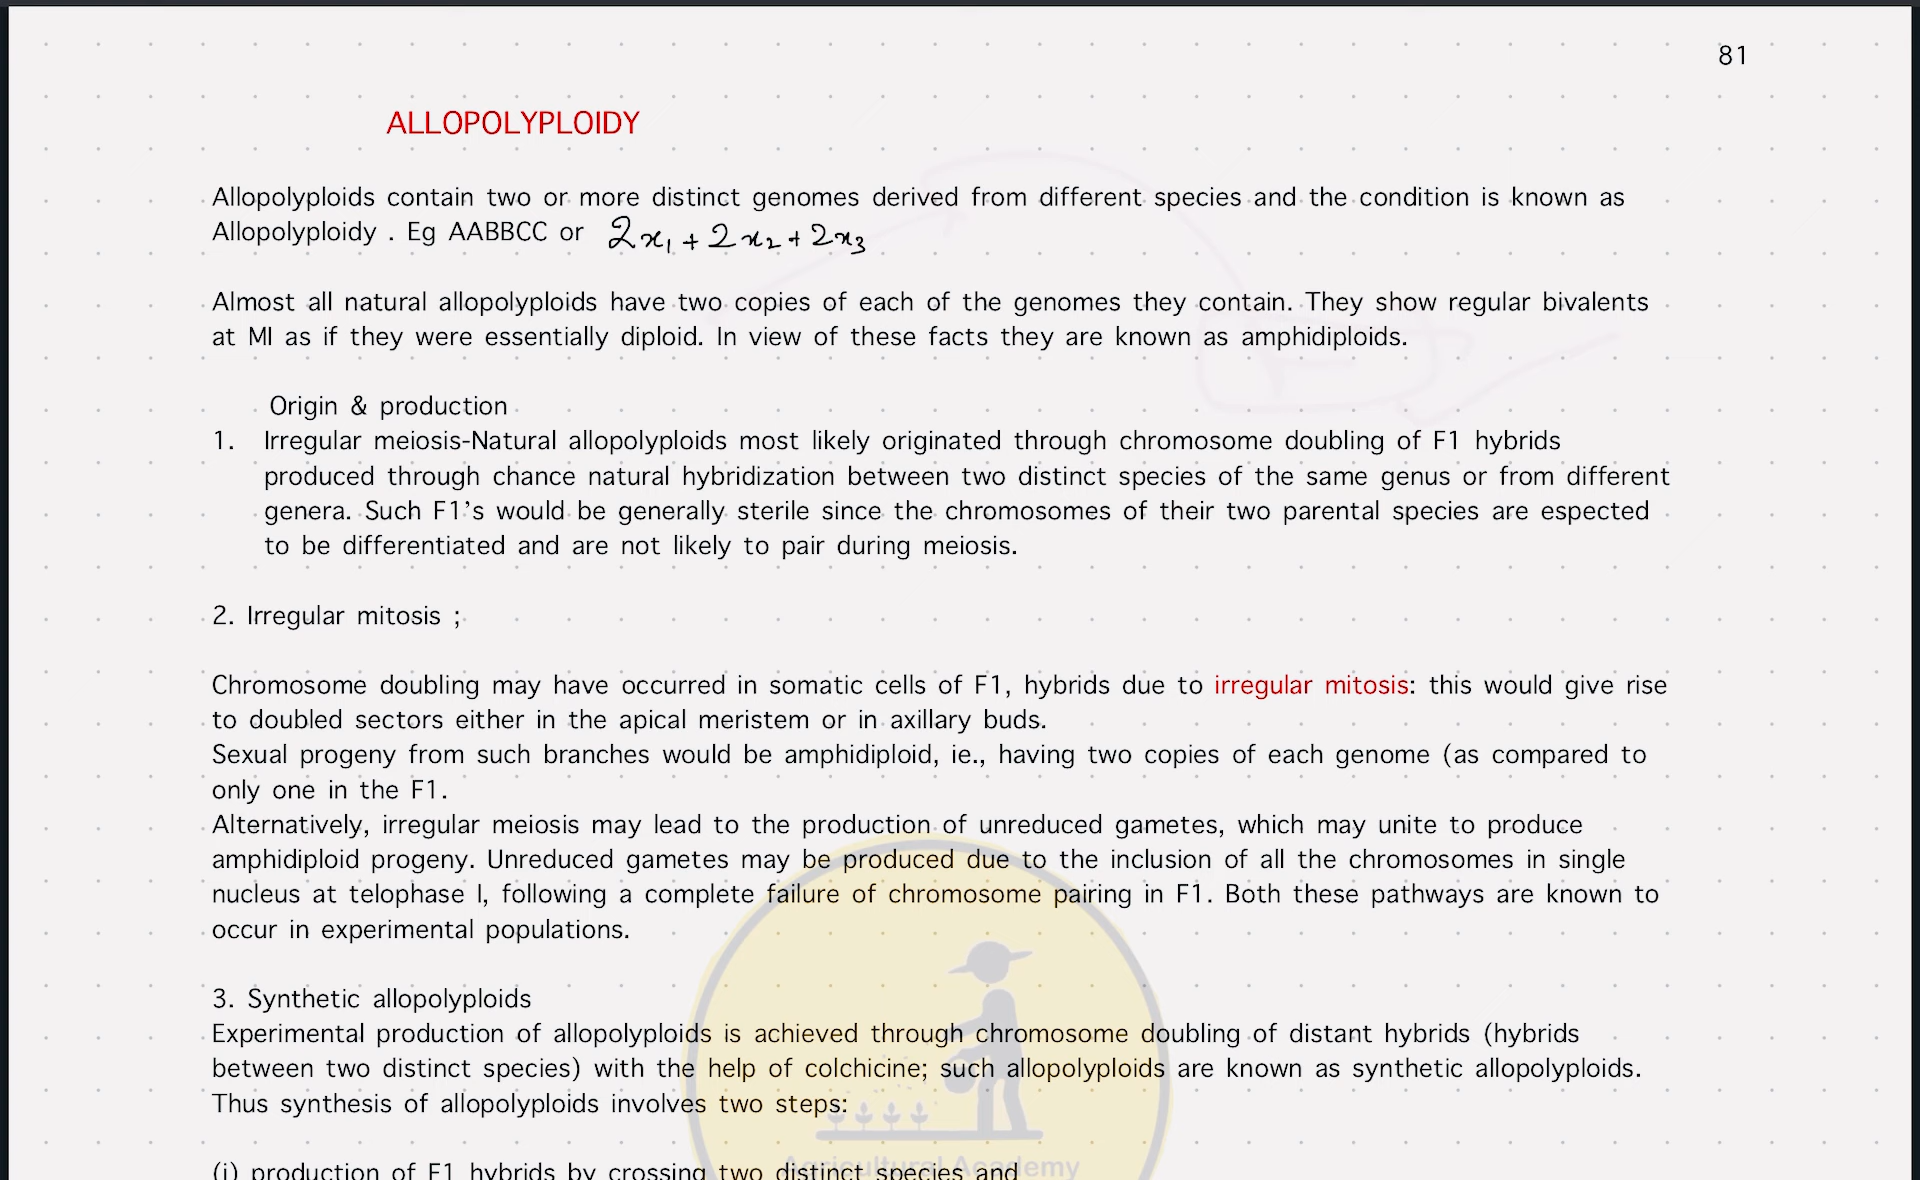 81
ALLOPOLYPLOIDY
Allopolyploids contain two or more distinct genomes derived from different species and the condition is known as
Allopolyploidy . Eg AABBCC or 2x₁ + 2x₂ + 2x₃
Almost all natural allopolyploids have two copies of each of the genomes they contain. They show regular bivalents
at MI as if they were essentially diploid. In view of these facts they are known as amphidiploids.
Origin & production
1. Irregular meiosis-Natural allopolyploids most likely originated through chromosome doubling of F1 hybrids
produced through chance natural hybridization between two distinct species of the same genus or from different
genera. Such F1's would be generally sterile since the chromosomes of their two parental species are espected
to be differentiated and are not likely to pair during meiosis.
2. Irregular mitosis ;
Chromosome doubling may have occurred in somatic cells of F1, hybrids due to irregular mitosis: this would give rise
to doubled sectors either in the apical meristem or in axillary buds.
Sexual progeny from such branches would be amphidiploid, ie., having two copies of each genome (as compared to
only one in the F1.
Alternatively, irregular meiosis may lead to the production of unreduced gametes, which may unite to produce
amphidiploid progeny. Unreduced gametes may be produced due to the inclusion of all the chromosomes in single
nucleus at telophase I, following a complete failure of chromosome pairing in F1. Both these pathways are known to
occur in experimental populations.
3. Synthetic allopolyploids
Experimental production of allopolyploids is achieved through chromosome doubling of distant hybrids (hybrids
between two distinct species) with the help of colchicine; such allopolyploids are known as synthetic allopolyploids.
Thus synthesis of allopolyploids involves two steps:
(i) production of F1 hybrids by crossing two distinct species and
Agricultural Academy